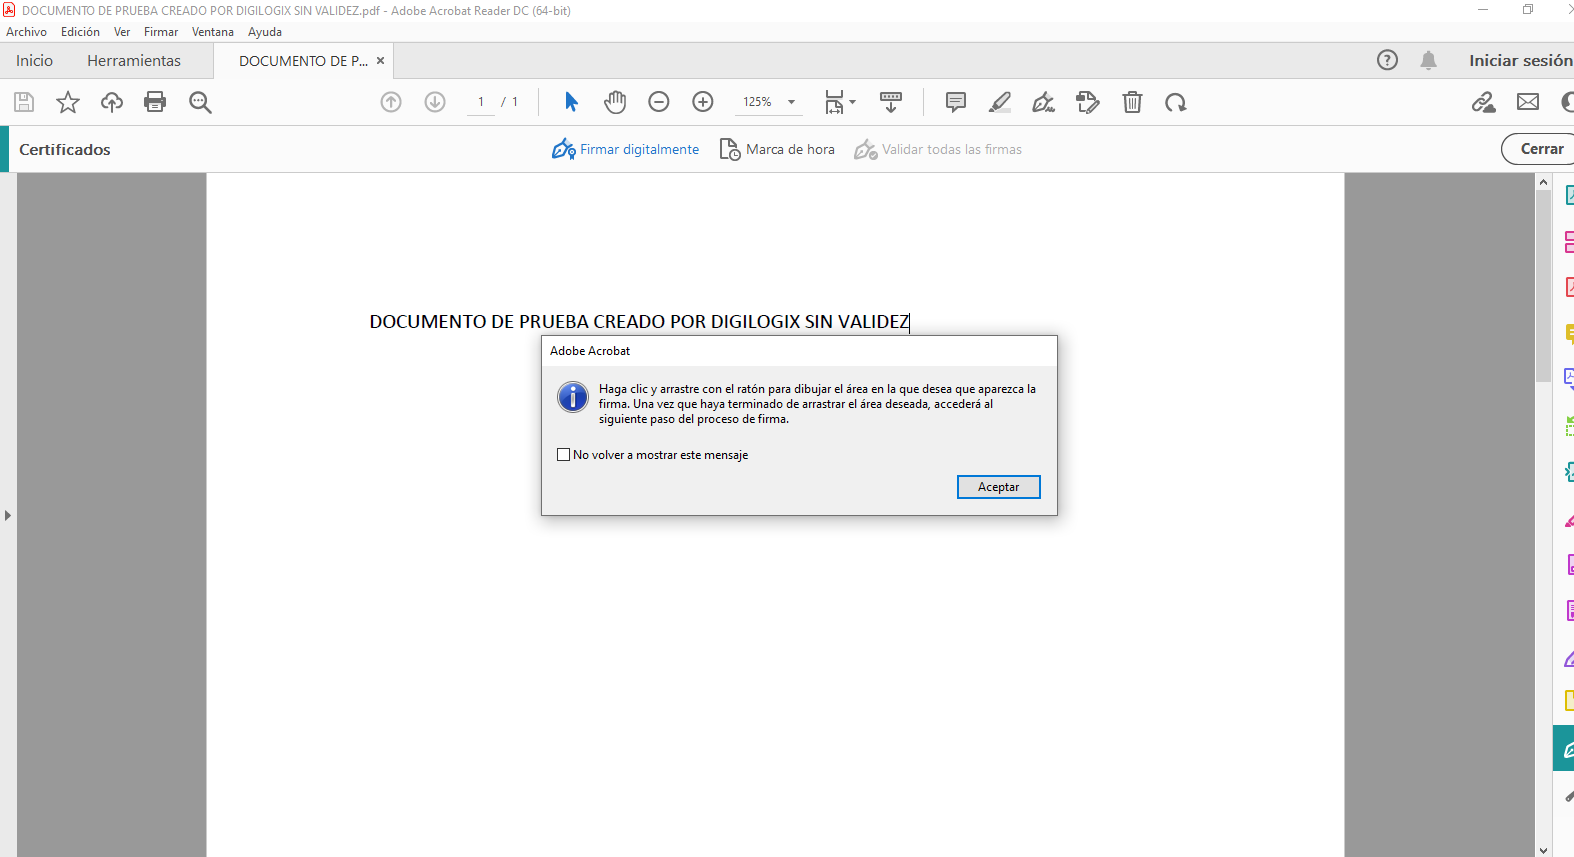 DOCUMENTO DE PRUEBA CREADO POR DIGILOGIX SIN VALIDEZ.pdf - Adobe Acrobat Reader DC (64-bit)
Archivo Edición Ver Firmar Ventana Ayuda
Inicio Herramientas DOCUMENTO DE P... × Iniciar sesión
1 / 1 125%
Certificados Firmar digitalmente Marca de hora Validar todas las firmas Cerrar
DOCUMENTO DE PRUEBA CREADO POR DIGILOGIX SIN VALIDEZ
Adobe Acrobat
Haga clic y arrastre con el ratón para dibujar el área en la que desea que aparezca la
firma. Una vez que haya terminado de arrastrar el área deseada, accederá al
siguiente paso del proceso de firma.
No volver a mostrar este mensaje
Aceptar